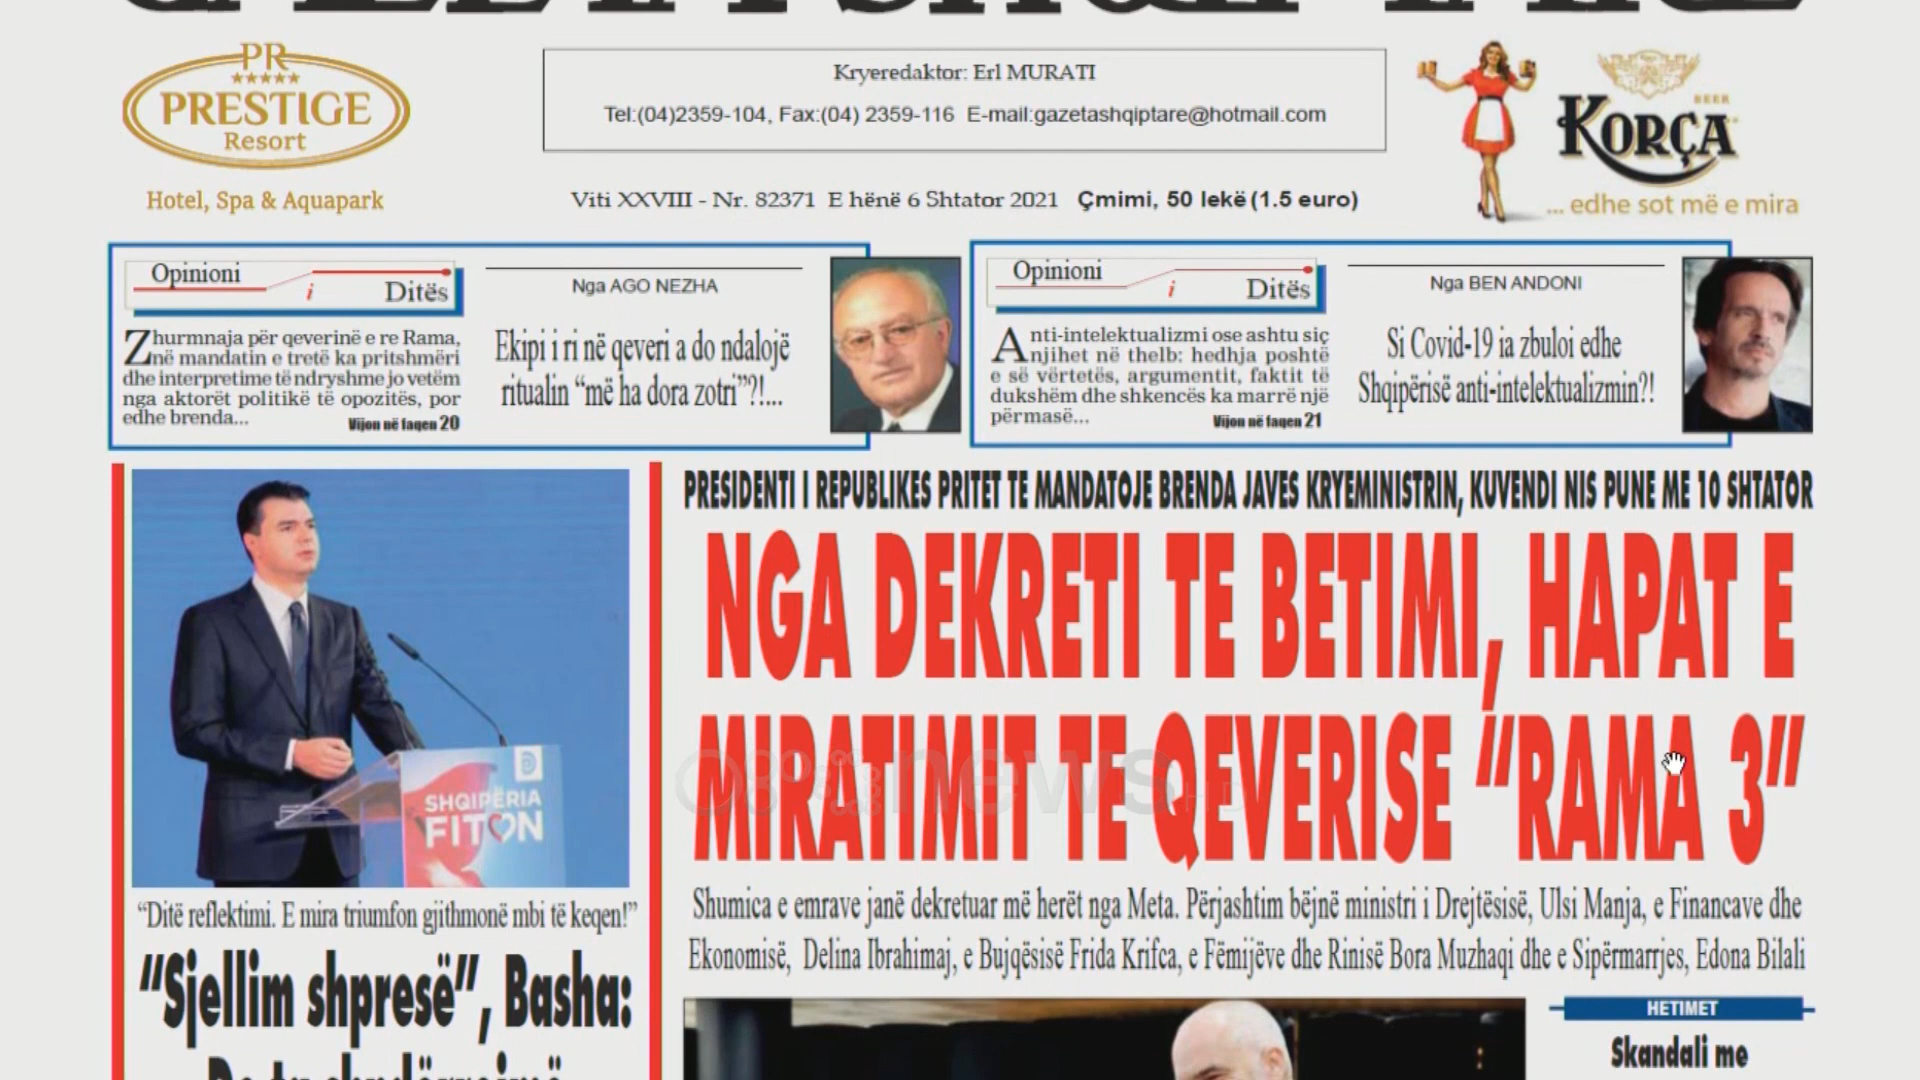 PR
PRESTIGE
Resort
Hotel, Spa & Aquapark
Kryeredaktor: Erl MURATI
Tel:(04)2359-104, Fax:(04) 2359-116 E-mail:gazetashqiptare@hotmail.com
Viti XXVIII - Nr. 82371 E hënë 6 Shtator 2021 Çmimi, 50 lekë (1.5 euro)
BEER
KORÇA
... edhe sot më e mira
Opinioni
i
Ditës
Zhurmnaja për qeverinë e re Rama,
në mandatin e tretë ka pritshmëri
dhe interpretime të ndryshme jo vetëm
nga aktorët politikë të opozitës, por
edhe brenda...
Vijon në faqen 20
Nga AGO NEZHA
Ekipi i ri në qeveri a do ndalojë
ritualin “më ha dora zotri”?!...
Opinioni
i
Ditës
Anti-intelektualizmi ose ashtu siç
njihet në thelb: hedhja poshtë
e së vërtetës, argumentit, faktit të
dukshëm dhe shkencës ka marrë një
përmasë...
Vijon në faqen 21
Nga BEN ANDONI
Si Covid-19 ia zbuloi edhe
Shqipërisë anti-intelektualizmin?!
SHQIPËRIA
FITON
“Ditë reflektimi. E mira triumfon gjithmonë mbi të keqen!”
“Sjellim shpresë”, Basha:
PRESIDENTI I REPUBLIKES PRITET TE MANDATOJE BRENDA JAVES KRYEMINISTRIN, KUVENDI NIS PUNE ME 10 SHTATOR
NGA DEKRETI TE BETIMI, HAPAT E
MIRATIMIT TE QEVERISE “RAMA 3”
news
Shumica e emrave janë dekretuar më herët nga Meta. Përjashtim bëjnë ministri i Drejtësisë, Ulsi Manja, e Financave dhe
Ekonomisë, Delina Ibrahimaj, e Bujqësisë Frida Krifca, e Fëmijëve dhe Rinisë Bora Muzhaqi dhe e Sipërmarrjes, Edona Bilali
HETIMET
Skandali me